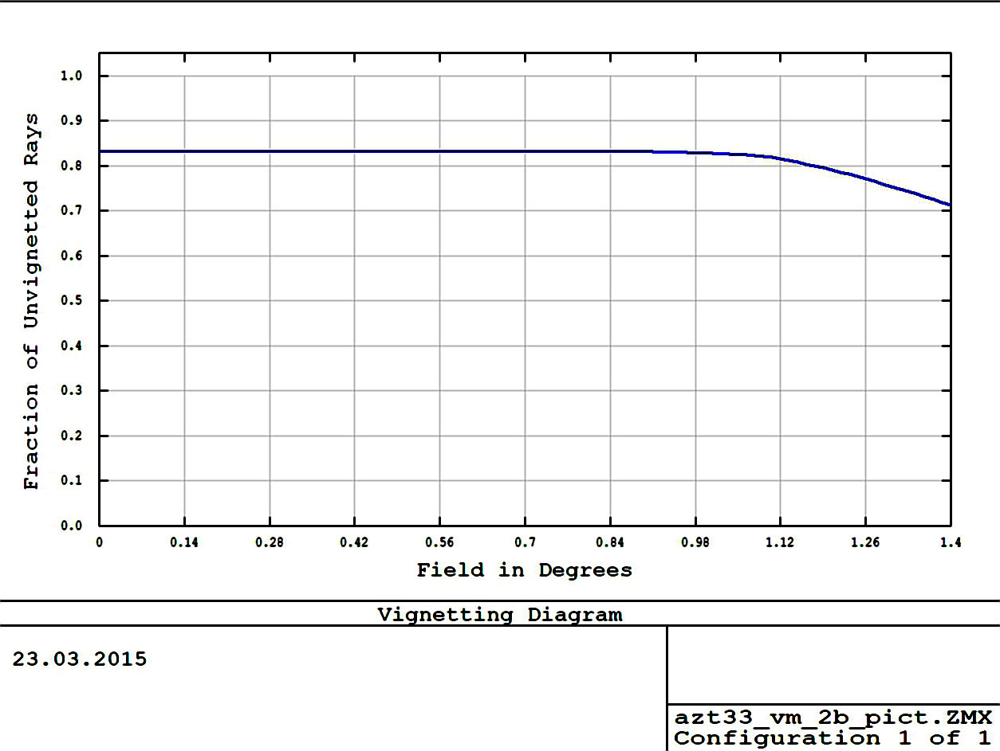 Fraction of Unvignetted Rays
1.0
0.9
0.8
0.7
0.6
0.5
0.4
0.3
0.2
0.1
0.0
0 0.14 0.28 0.42 0.56 0.7 0.84 0.98 1.12 1.26 1.4
Field in Degrees
Vignetting Diagram
23.03.2015
azt33_vm_2b_pict.ZMX
Configuration 1 of 1